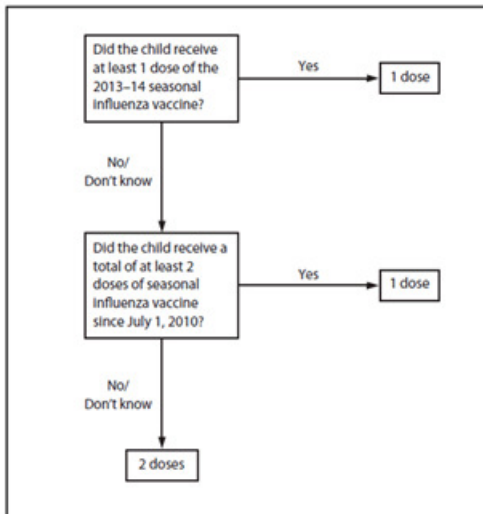 Did the child receive
at least 1 dose of the
2013–14 seasonal
influenza vaccine?
Yes
1 dose
No/
Don't know
Did the child receive a
total of at least 2
doses of seasonal
influenza vaccine
since July 1, 2010?
Yes
1 dose
No/
Don't know
2 doses